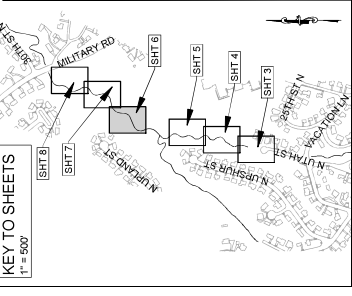 30TH ST N
MILITARY RD
SHT 6
SHT 5
SHT 4
SHT 3
25TH ST N
VACATION LN
SHT 8
SHT 7
N UPLAND ST
N UPSHUR ST
N UTAH ST
KEY TO SHEETS
1" = 500'